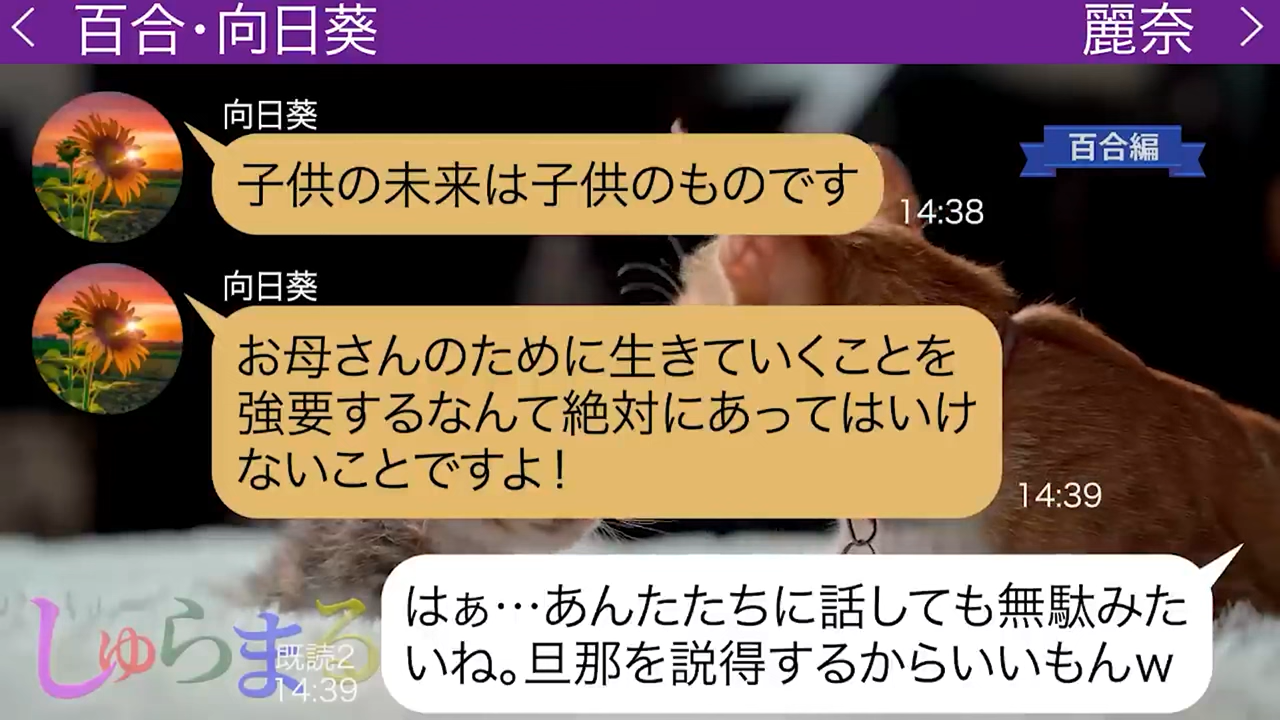 百合・向日葵
麗奈
向日葵
百合編
子供の未来は子供のものです
14:38
向日葵
お母さんのために生きていくことを
強要するなんて絶対にあってはいけ
ないことですよ！
14:39
はぁ…あんたたちに話しても無駄みた
いね。旦那を説得するからいいもんw
既読2
14:39
しゅらまる